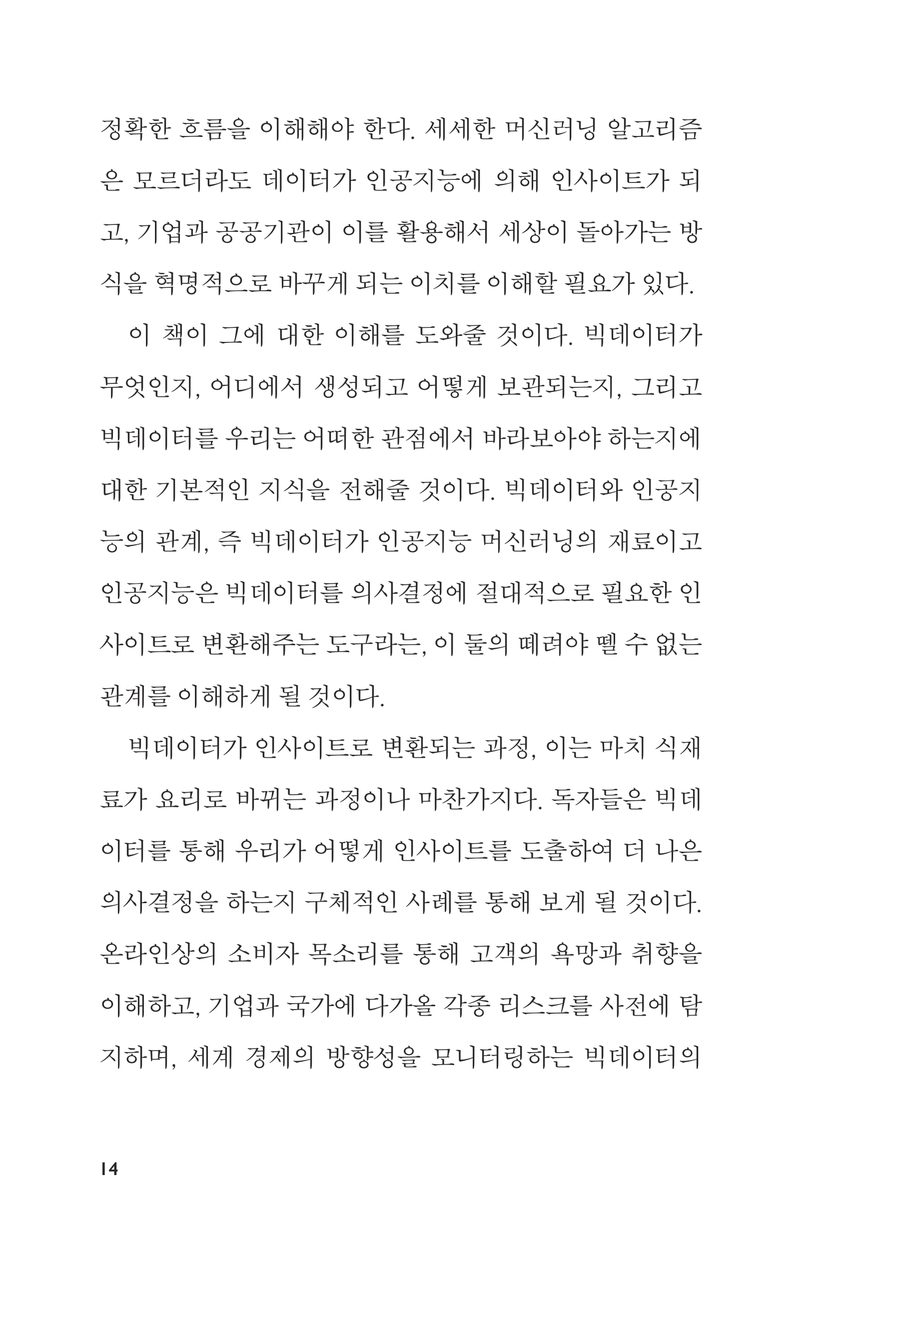 정확한 흐름을 이해해야 한다. 세세한 머신러닝 알고리즘
은 모르더라도 데이터가 인공지능에 의해 인사이트가 되
고, 기업과 공공기관이 이를 활용해서 세상이 돌아가는 방
식을 혁명적으로 바꾸게 되는 이치를 이해할 필요가 있다.
이 책이 그에 대한 이해를 도와줄 것이다. 빅데이터가
무엇인지, 어디에서 생성되고 어떻게 보관되는지, 그리고
빅데이터를 우리는 어떠한 관점에서 바라보아야 하는지에
대한 기본적인 지식을 전해줄 것이다. 빅데이터와 인공지
능의 관계, 즉 빅데이터가 인공지능 머신러닝의 재료이고
인공지능은 빅데이터를 의사결정에 절대적으로 필요한 인
사이트로 변환해주는 도구라는, 이 둘의 떼려야 뗄 수 없는
관계를 이해하게 될 것이다.
빅데이터가 인사이트로 변환되는 과정, 이는 마치 식재
료가 요리로 바뀌는 과정이나 마찬가지다. 독자들은 빅데
이터를 통해 우리가 어떻게 인사이트를 도출하여 더 나은
의사결정을 하는지 구체적인 사례를 통해 보게 될 것이다.
온라인상의 소비자 목소리를 통해 고객의 욕망과 취향을
이해하고, 기업과 국가에 다가올 각종 리스크를 사전에 탐
지하며, 세계 경제의 방향성을 모니터링하는 빅데이터의
14